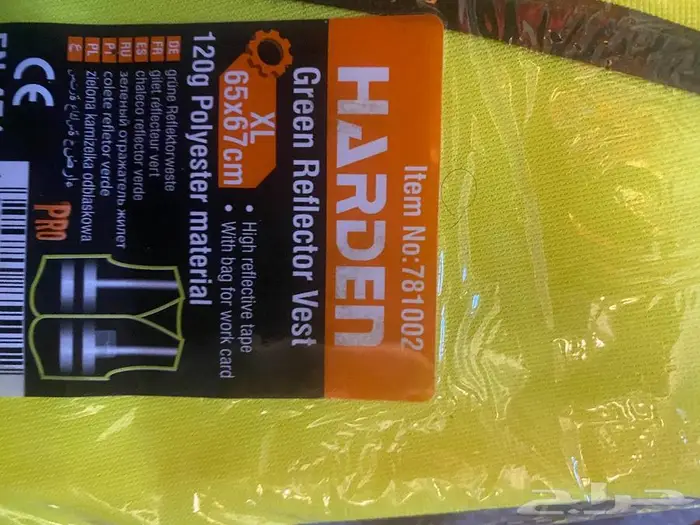 Item No:781002
HARDEN
Green Reflector Vest
XL
65x67cm
• High reflective tape
• With bag for work card
120g Polyester material
DE grüne Reflektorweste
FR gilet réflecteur vert
ES chaleco reflector verde
RU зеленый отражатель жилет
P. colete refletor verde
PL zielona kamizelka odblaskowa
PRO
CE
حراج